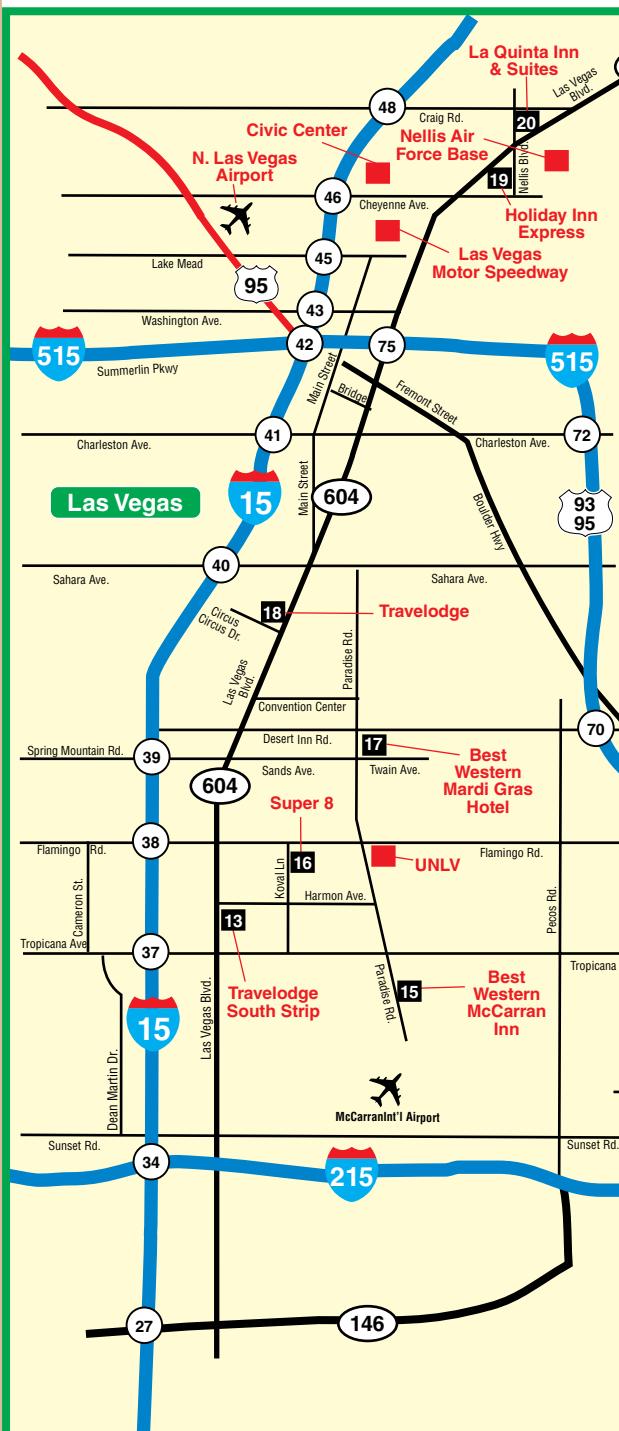 La Quinta Inn
& Suites
Las Vegas
Blvd.
48
Craig Rd.
20
Civic Center
Nellis Air
Force Base
Nellis Blvd.
N. Las Vegas
Airport
19
46
Cheyenne Ave.
Holiday Inn
Express
Las Vegas
Motor Speedway
45
Lake Mead
95
43
Washington Ave.
42
75
515
515
Summerlin Pkwy
Main Street
Bridge
Fremont Street
41
Charleston Ave.
Charleston Ave.
72
Las Vegas
15
Main Street
604
Boulder Hwy
93
95
40
Sahara Ave.
Sahara Ave.
18
Travelodge
Circus
Circus Dr.
Paradise Rd.
Las Vegas
Blvd.
Convention Center
70
Desert Inn Rd.
17
Spring Mountain Rd.
39
Sands Ave.
Twain Ave.
Best
Western
Mardi Gras
Hotel
604
Super 8
38
Flamingo Rd.
Flamingo Rd.
16
UNLV
Koval Ln
Cameron St.
Harmon Ave.
Pecos Rd.
13
Tropicana Ave
37
Tropicana
Travelodge
South Strip
Las Vegas Blvd.
Paradise Rd.
15
Best
Western
McCarran
Inn
15
Dean Martin Dr.
McCarranInt'l Airport
Sunset Rd.
Sunset Rd.
34
215
27
146